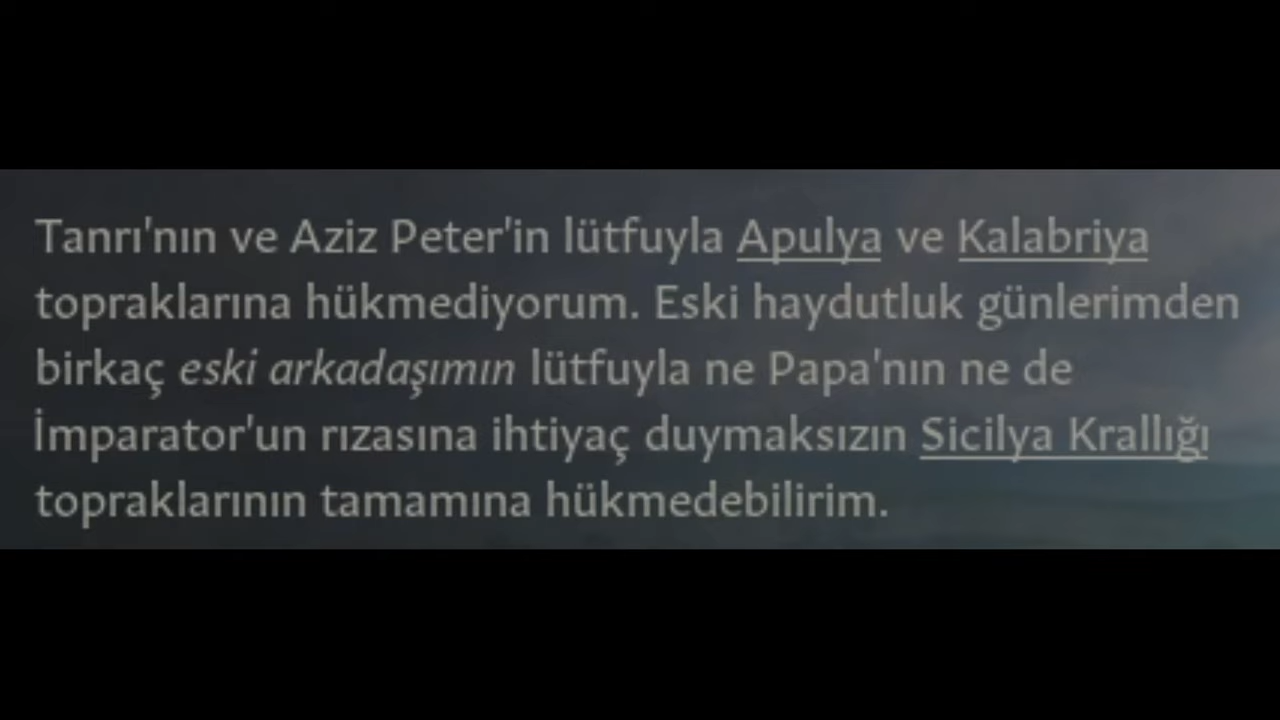 Tanrı'nın ve Aziz Peter'in lütfuyla Apulya ve Kalabriya
topraklarına hükmediyorum. Eski haydutluk günlerimden
birkaç eski arkadaşımın lütfuyla ne Papa'nın ne de
İmparator'un rızasına ihtiyaç duymaksızın Sicilya Krallığı
topraklarının tamamına hükmedebilirim.